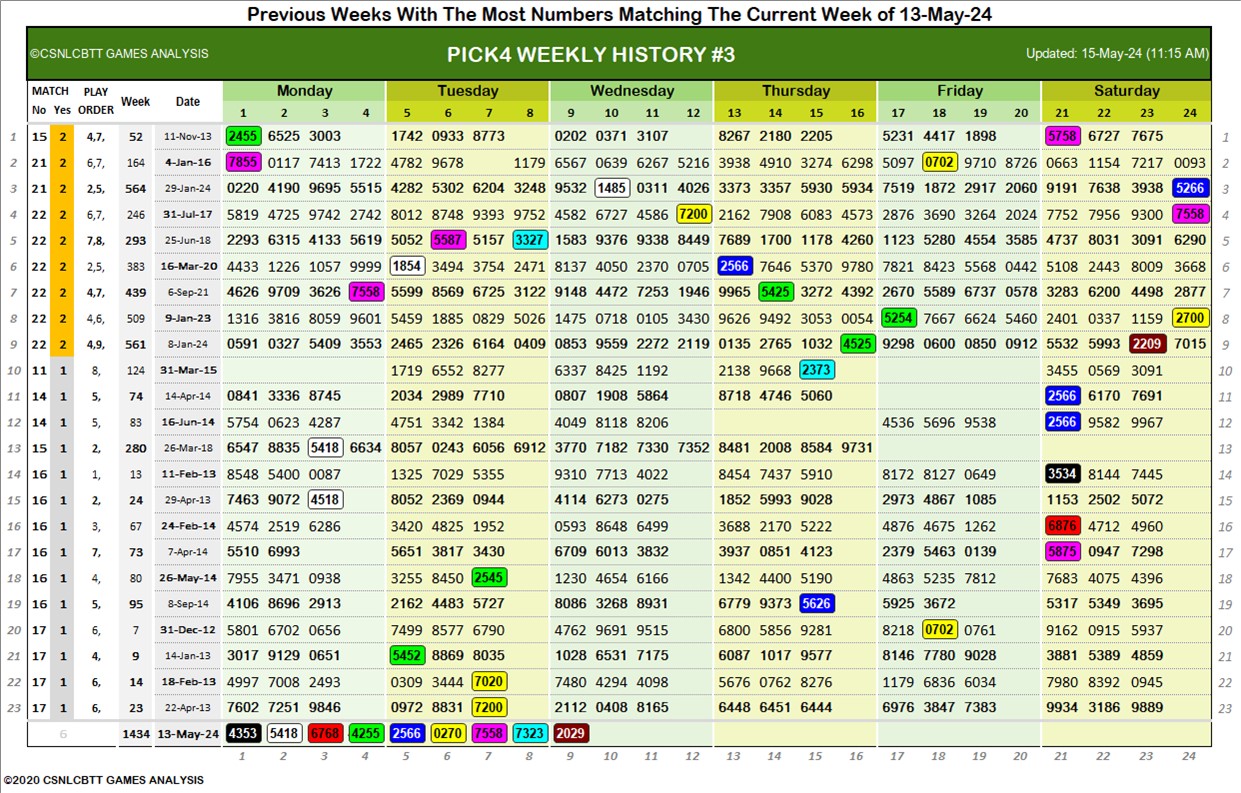 Previous Weeks With The Most Numbers Matching The Current Week of 13-May-24
©CSNLCBTT GAMES ANALYSIS PICK4 WEEKLY HISTORY #3 Updated: 15-May-24 (11:15 AM)
MATCH PLAY Week Date Monday Tuesday Wednesday Thursday Friday Saturday
No Yes ORDER 1 2 3 4 5 6 7 8 9 10 11 12 13 14 15 16 17 18 19 20 21 22 23 24
1 15 2 4,7, 52 11-Nov-13 2455 6525 3003 1742 0933 8773 0202 0371 3107 8267 2180 2205 5231 4417 1898 5758 6727 7675 1
2 21 2 6,7, 164 4-Jan-16 7855 0117 7413 1722 4782 9678 1179 6567 0639 6267 5216 3938 4910 3274 6298 5097 0702 9710 8726 0663 1154 7217 0093 2
3 21 2 2,5, 564 29-Jan-24 0220 4190 9695 5515 4282 5302 6204 3248 9532 1485 0311 4026 3373 3357 5930 5934 7519 1872 2917 2060 9191 7638 3938 5266 3
4 22 2 6,7, 246 31-Jul-17 5819 4725 9742 2742 8012 8748 9393 9752 4582 6727 4586 7200 2162 7908 6083 4573 2876 3690 3264 2024 7752 7956 9300 7558 4
5 22 2 7,8, 293 25-Jun-18 2293 6315 4133 5619 5052 5587 5157 3327 1583 9376 9338 8449 7689 1700 1178 4260 1123 5280 4554 3585 4737 8031 3091 6290 5
6 22 2 2,5, 383 16-Mar-20 4433 1226 1057 9999 1854 3494 3754 2471 8137 4050 2370 0705 2566 7646 5370 9780 7821 8423 5568 0442 5108 2443 8009 3668 6
7 22 2 4,7, 439 6-Sep-21 4626 9709 3626 7558 5599 8569 6725 3122 9148 4472 7253 1946 9965 5425 3272 4392 2670 5589 6737 0578 3283 6200 4498 2877 7
8 22 2 4,6, 509 9-Jan-23 1316 3816 8059 9601 5459 1885 0829 5026 1475 0718 0105 3430 9626 9492 3053 0054 5254 7667 6624 5460 2401 0337 1159 2700 8
9 22 2 4,9, 561 8-Jan-24 0591 0327 5409 3553 2465 2326 6164 0409 0853 9559 2272 2119 0135 2765 1032 4525 9298 0600 0850 0912 5532 5993 2209 7015 9
10 11 1 8, 124 31-Mar-15 1719 6552 8277 6337 8425 1192 2138 9668 2373 3455 0569 3091 10
11 14 1 5, 74 14-Apr-14 0841 3336 8745 2034 2989 7710 0807 1908 5864 8718 4746 5060 2566 6170 7691 11
12 14 1 5, 83 16-Jun-14 5754 0623 4287 4751 3342 1384 4049 8118 8206 4536 5696 9538 2566 9582 9967 12
13 15 1 2, 280 26-Mar-18 6547 8835 5418 6634 8057 0243 6056 6912 3770 7182 7330 7352 8481 2008 8584 9731 13
14 16 1 1, 13 11-Feb-13 8548 5400 0087 1325 7029 5355 9310 7713 4022 8454 7437 5910 8172 8127 0649 3534 8144 7445 14
15 16 1 2, 24 29-Apr-13 7463 9072 4518 8052 2369 0944 4114 6273 0275 1852 5993 9028 2973 4867 1085 1153 2502 5072 15
16 16 1 3, 67 24-Feb-14 4574 2519 6286 3420 4825 1952 0593 8648 6499 3688 2170 5222 4876 4675 1262 6876 4712 4960 16
17 16 1 7, 73 7-Apr-14 5510 6993 5651 3817 3430 6709 6013 3832 3937 0851 4123 2379 5463 0139 5875 0947 7298 17
18 16 1 4, 80 26-May-14 7955 3471 0938 3255 8450 2545 1230 4654 6166 1342 4400 5190 4863 5235 7812 7683 4075 4396 18
19 16 1 5, 95 8-Sep-14 4106 8696 2913 2162 4483 5727 8086 3268 8931 6779 9373 5626 5925 3672 5317 5349 3695 19
20 17 1 6, 7 31-Dec-12 5801 6702 0656 7499 8577 6790 4762 9691 9515 6800 5856 9281 8218 0702 0761 9162 0915 5937 20
21 17 1 4, 9 14-Jan-13 3017 9129 0651 5452 8869 8035 1028 6531 7175 6087 1017 9577 8146 7780 9028 3881 5389 4859 21
22 17 1 6, 14 18-Feb-13 4997 7008 2493 0309 3444 7020 7480 4294 4098 5676 0762 8276 1179 6836 6034 7980 8392 0945 22
23 17 1 6, 23 22-Apr-13 7602 7251 9846 0972 8831 7200 2112 0408 8165 6448 6451 6444 6976 3847 7383 9934 3186 9889 23
6 1434 13-May-24 4353 5418 6768 4255 2566 0270 7558 7323 2029
1 2 3 4 5 6 7 8 9 10 11 12 13 14 15 16 17 18 19 20 21 22 23 24
©2020 CSNLCBTT GAMES ANALYSIS